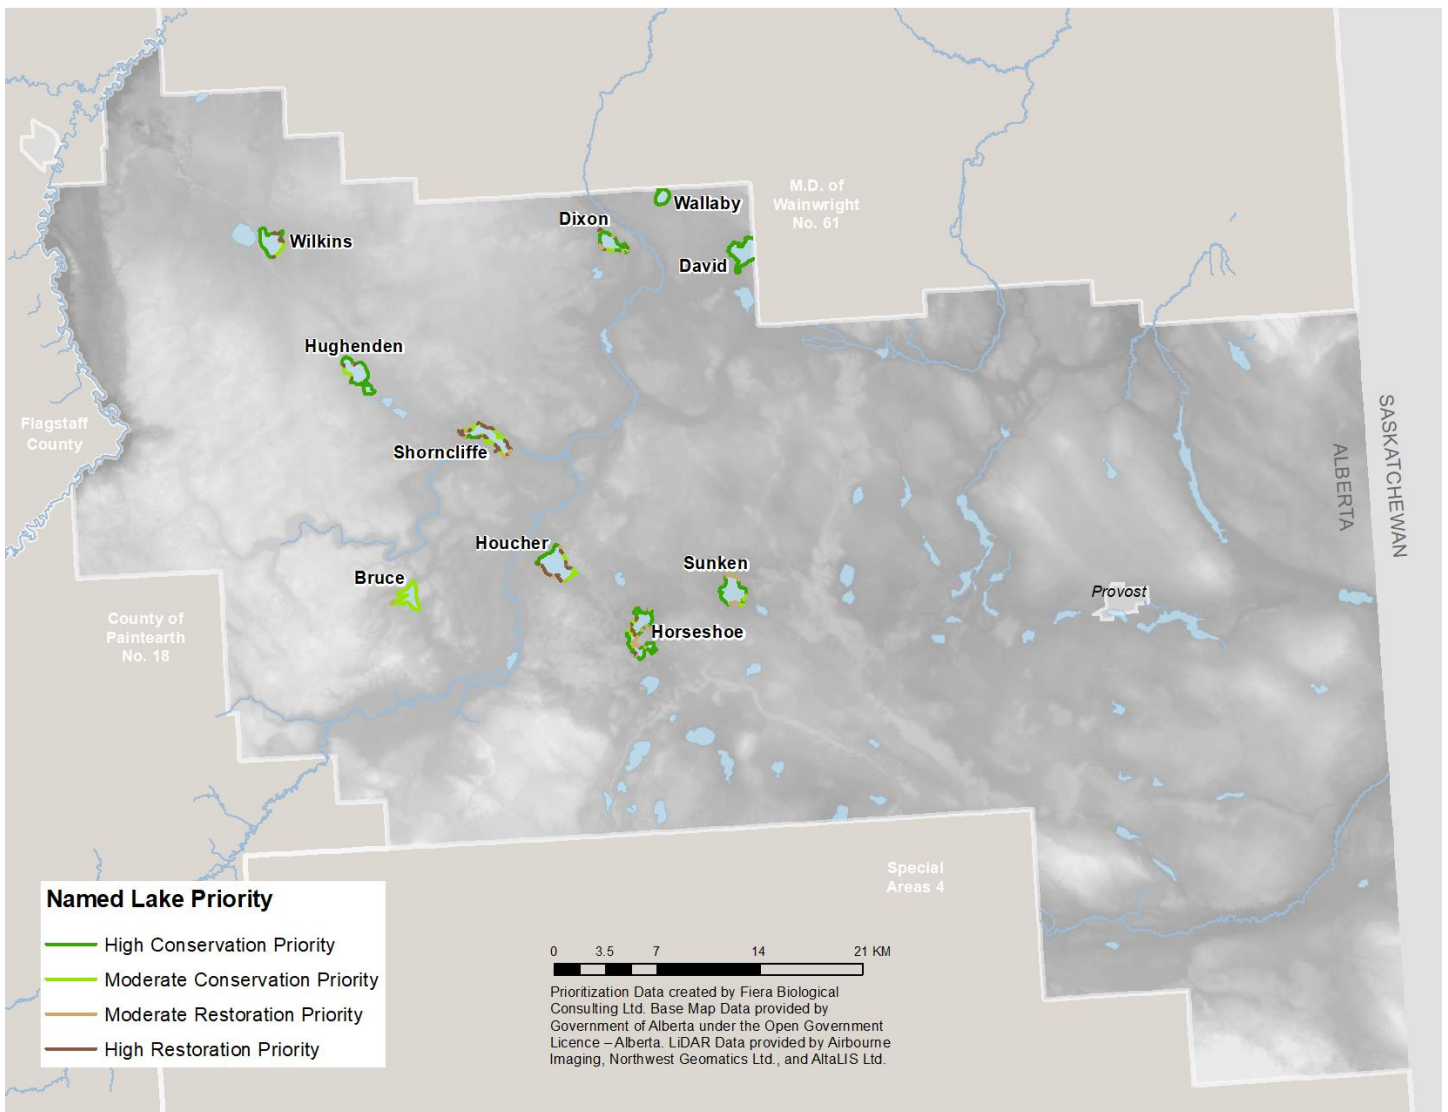 M.D. of
Wainwright
No. 61
Wallaby
Dixon
Wilkins
David
Hughenden
Flagstaff
County
Shorncliffe
SASKATCHEWAN
ALBERTA
Houcher
Sunken
Bruce
Provost
County of
Paintearth
No. 18
Horseshoe
Special
Areas 4
Named Lake Priority
High Conservation Priority
Moderate Conservation Priority
Moderate Restoration Priority
High Restoration Priority
0 3.5 7 14 21 KM
Prioritization Data created by Fiera Biological
Consulting Ltd. Base Map Data provided by
Government of Alberta under the Open Government
Licence – Alberta. LiDAR Data provided by Airbourne
Imaging, Northwest Geomatics Ltd., and AltaLIS Ltd.